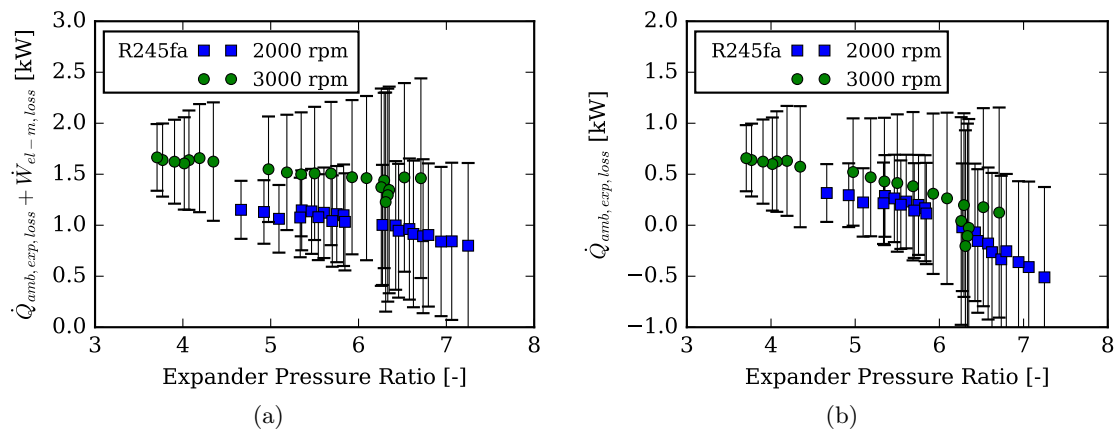 3.0
2.5
2.0
1.5
1.0
0.5
0.0
Q̇amb,exp,loss + Ẇel−m,loss [kW]
R245fa 2000 rpm
3000 rpm
3 4 5 6 7 8
Expander Pressure Ratio [-]
(a)
2.0
1.5
1.0
0.5
0.0
−0.5
−1.0
Q̇amb,exp,loss [kW]
R245fa 2000 rpm
3000 rpm
3 4 5 6 7 8
Expander Pressure Ratio [-]
(b)